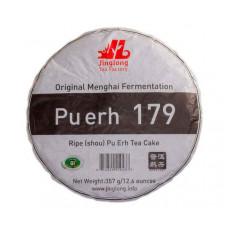 Jinglong
Tea Factory
Original Menghai Fermentation
Pu erh 179
Ripe (shou) Pu Erh Tea Cake
Net Weight:357 g/12,6 ounces
www.jinglong.info